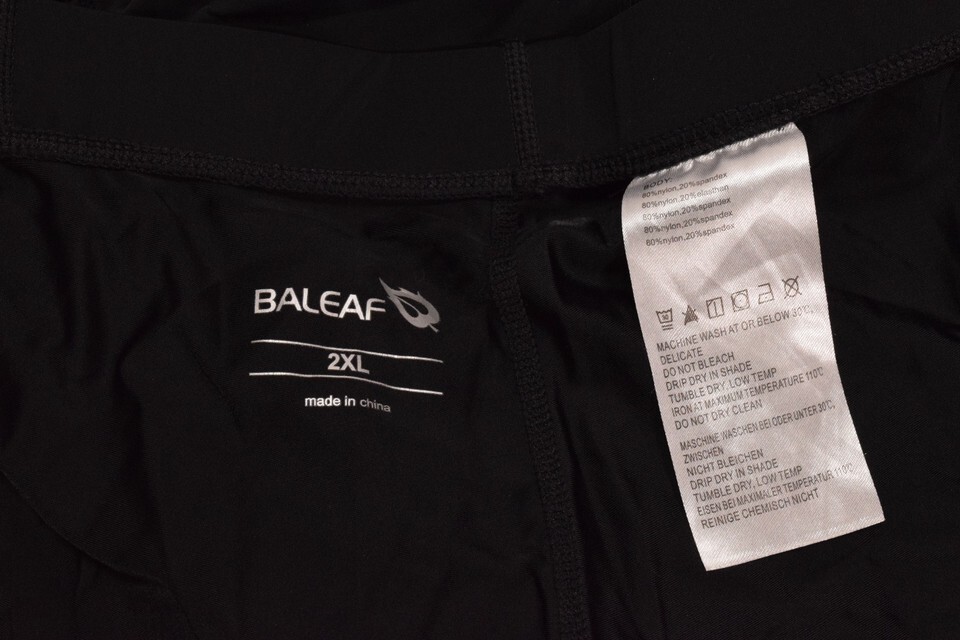 BALEAF
2XL
made in china
BODY:
80%nylon,20%spandex
80%nylon,20%elasthan
80%nylon,20%spandex
80%nylon,20%spandex
80%nylon,20%spandex
MACHINE WASH AT OR BELOW 30℃,
DELICATE
DO NOT BLEACH
DRIP DRY IN SHADE
TUMBLE DRY, LOW TEMP
IRON AT MAXIMUM TEMPERATURE 110℃
DO NOT DRY CLEAN
MASCHINE WASCHEN BEI ODER UNTER 30℃,
ZWISCHEN
NICHT BLEICHEN
DRIP DRY IN SHADE
TUMBLE DRY, LOW TEMP
EISEN BEI MAXIMALER TEMPERATUR 110℃
REINIGE CHEMISCH NICHT